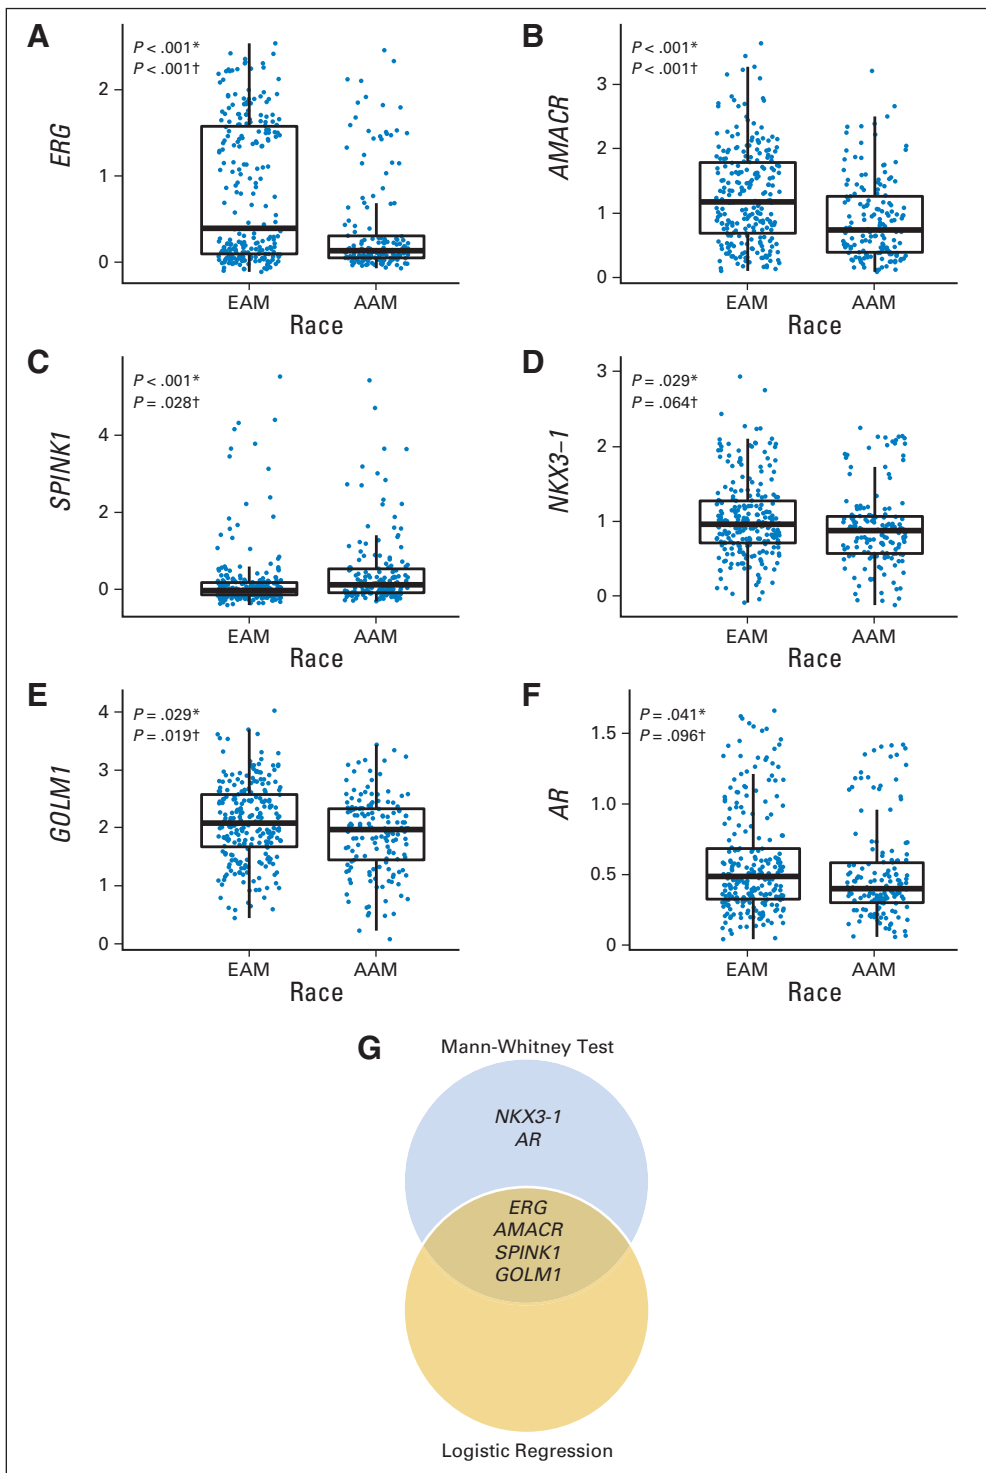 A
P < .001*
P < .001†
ERG
2
1
0
EAM
AAM
Race
B
P < .001*
P < .001†
AMACR
3
2
1
0
EAM
AAM
Race
C
P < .001*
P = .028†
SPINK1
4
2
0
EAM
AAM
Race
D
P = .029*
P = .064†
NKX3–1
3
2
1
0
EAM
AAM
Race
E
P = .029*
P = .019†
GOLM1
4
3
2
1
0
EAM
AAM
Race
F
P = .041*
P = .096†
AR
1.5
1.0
0.5
0
EAM
AAM
Race
G
Mann-Whitney Test
NKX3-1
AR
ERG
AMACR
SPINK1
GOLM1
Logistic Regression